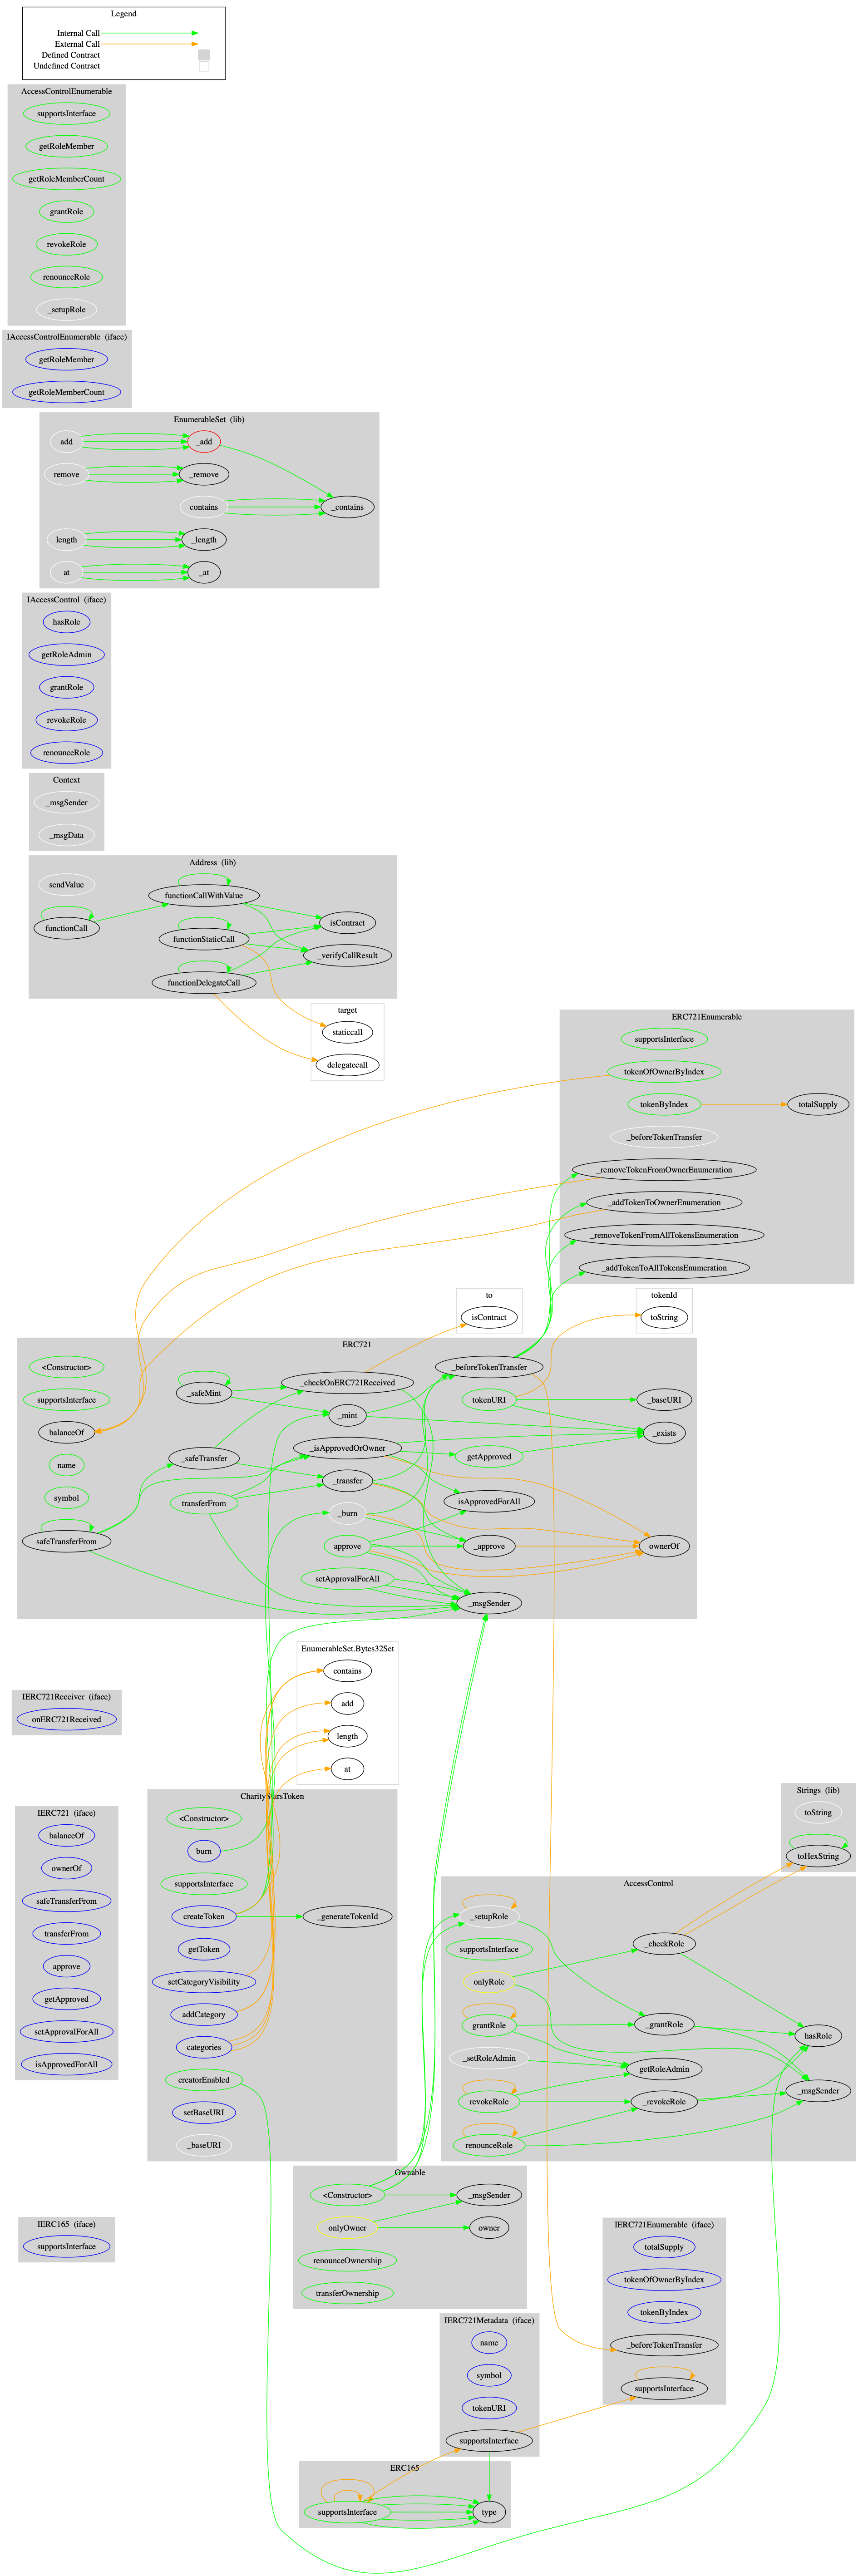 Legend
Internal Call
External Call
Defined Contract
Undefined Contract
AccessControlEnumerable
supportsInterface
getRoleMember
getRoleMemberCount
grantRole
revokeRole
renounceRole
_setupRole
IAccessControlEnumerable (iface)
getRoleMember
getRoleMemberCount
EnumerableSet (lib)
add
_add
remove
_remove
contains
_contains
length
_length
at
_at
IAccessControl (iface)
hasRole
getRoleAdmin
grantRole
revokeRole
renounceRole
Context
_msgSender
_msgData
Address (lib)
sendValue
functionCallWithValue
functionCall
isContract
functionStaticCall
_verifyCallResult
functionDelegateCall
target
staticcall
delegatecall
ERC721Enumerable
supportsInterface
tokenOfOwnerByIndex
tokenByIndex
totalSupply
_beforeTokenTransfer
_removeTokenFromOwnerEnumeration
_addTokenToOwnerEnumeration
_removeTokenFromAllTokensEnumeration
_addTokenToAllTokensEnumeration
to
isContract
tokenId
toString
ERC721
<Constructor>
supportsInterface
balanceOf
name
symbol
safeTransferFrom
_safeMint
_safeTransfer
transferFrom
_checkOnERC721Received
_mint
_isApprovedOrOwner
_transfer
_burn
approve
setApprovalForAll
_beforeTokenTransfer
tokenURI
getApproved
isApprovedForAll
_approve
_msgSender
_baseURI
_exists
ownerOf
EnumerableSet.Bytes32Set
contains
add
length
at
IERC721Receiver (iface)
onERC721Received
IERC721 (iface)
balanceOf
ownerOf
safeTransferFrom
transferFrom
approve
getApproved
setApprovalForAll
isApprovedForAll
CharityStarsToken
<Constructor>
burn
supportsInterface
createToken
_generateTokenId
getToken
setCategoryVisibility
addCategory
categories
creatorEnabled
setBaseURI
_baseURI
Strings (lib)
toString
toHexString
AccessControl
_setupRole
supportsInterface
onlyRole
grantRole
_setRoleAdmin
revokeRole
renounceRole
_checkRole
_grantRole
getRoleAdmin
_revokeRole
hasRole
_msgSender
Ownable
<Constructor>
_msgSender
onlyOwner
owner
renounceOwnership
transferOwnership
IERC165 (iface)
supportsInterface
IERC721Enumerable (iface)
totalSupply
tokenOfOwnerByIndex
tokenByIndex
_beforeTokenTransfer
supportsInterface
IERC721Metadata (iface)
name
symbol
tokenURI
supportsInterface
ERC165
supportsInterface
type